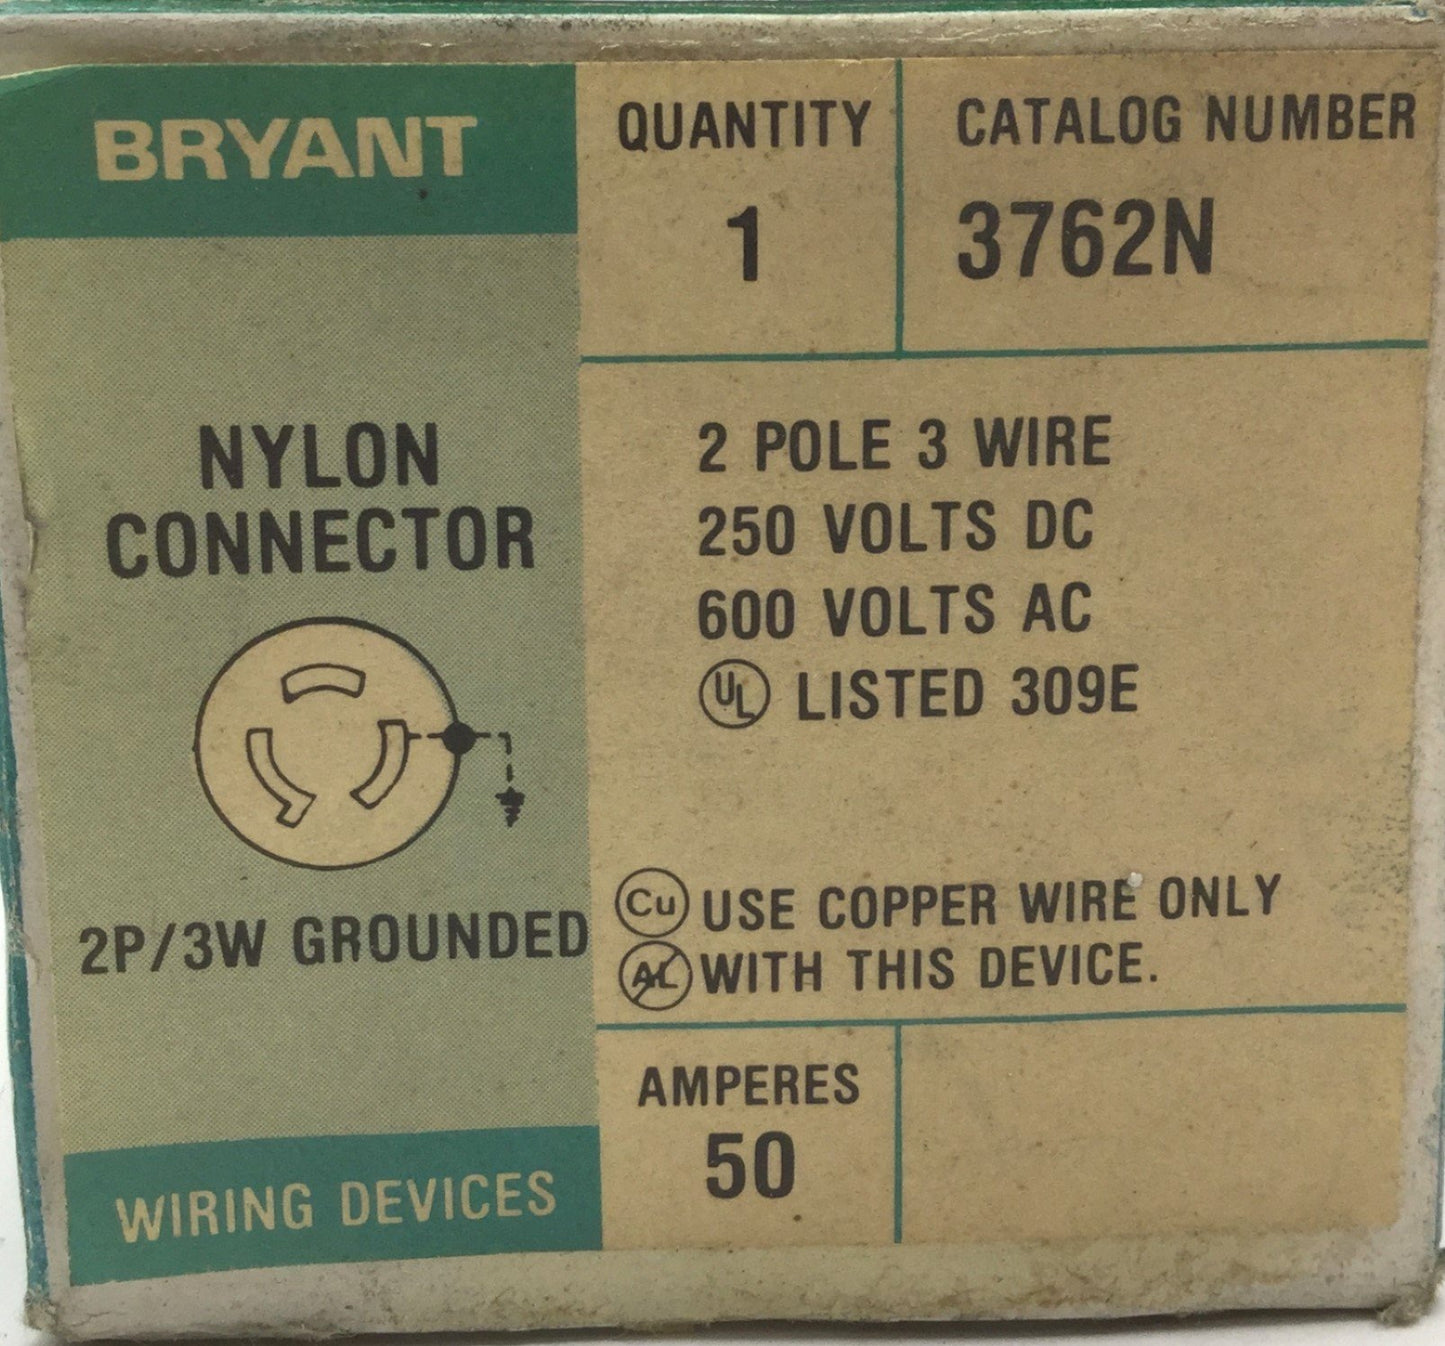 BRYANT
QUANTITY
1
CATALOG NUMBER
3762N
NYLON
CONNECTOR
2P/3W GROUNDED
2 POLE 3 WIRE
250 VOLTS DC
600 VOLTS AC
UL LISTED 309E
Cu USE COPPER WIRE ONLY
AL WITH THIS DEVICE.
AMPERES
50
WIRING DEVICES